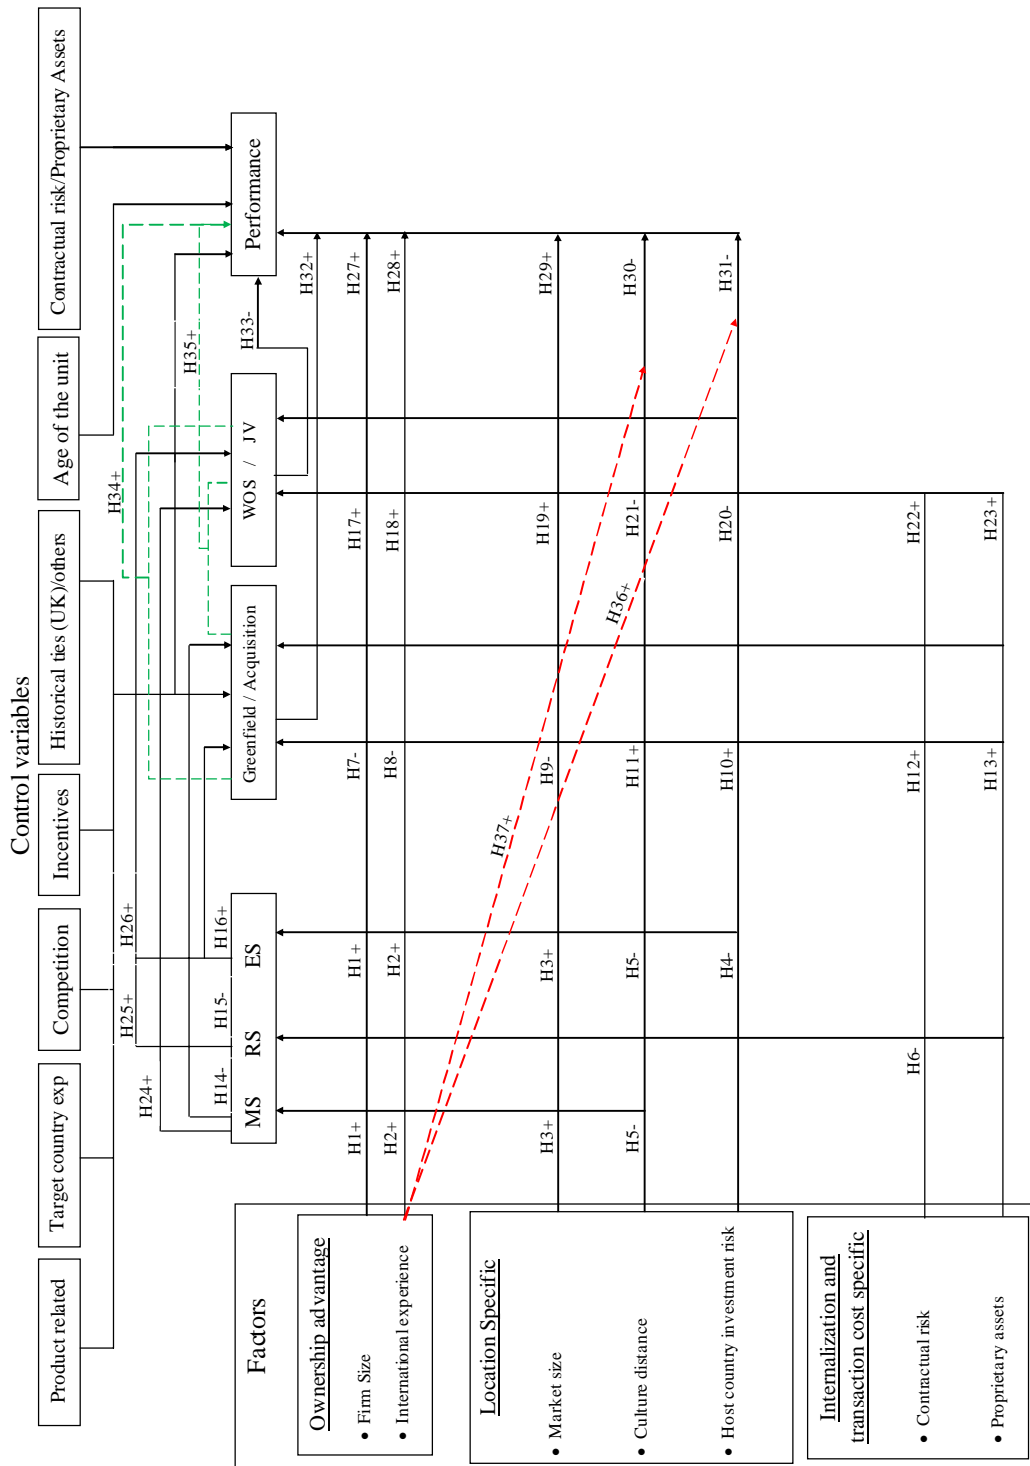 Control variables
Product related
Target country exp
Competition
Incentives
Historical ties (UK)/others
Age of the unit
Contractual risk/Proprietary Assets
H24+
H25+
H26+
H34+
H35+
H14-
H15-
H16+
H33-
MS RS ES
Greenfield / Acquisition
WOS / JV
Performance
H32+
Factors
Ownership advantage
• Firm Size
H1+
H1+
H7-
H17+
H27+
• International experience
H2+
H2+
H8-
H18+
H28+
Location Specific
• Market size
H3+
H3+
H9-
H19+
H29+
• Culture distance
H5-
H5-
H11+
H21-
H30-
• Host country investment risk
H4-
H10+
H20-
H31-
H37+
H36+
Internalization and
transaction cost specific
• Contractual risk
H6-
H12+
H22+
• Proprietary assets
H13+
H23+